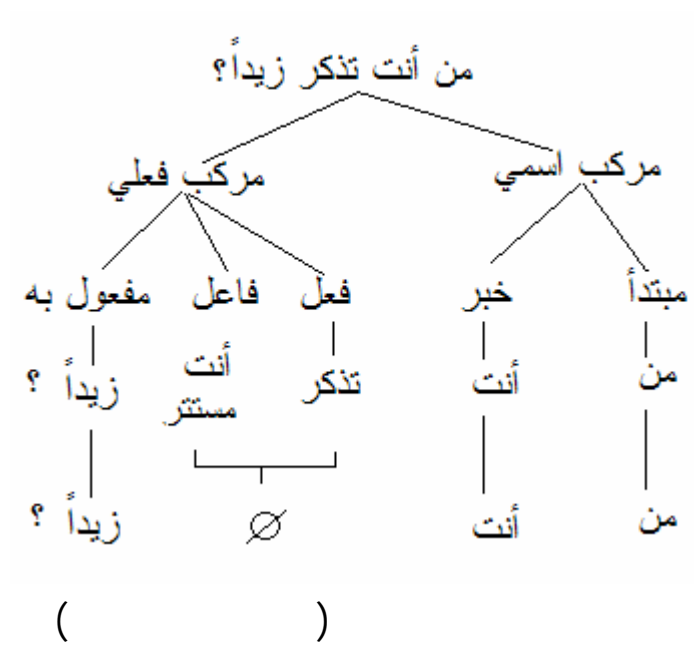 من أنت تذكر زيداً؟
مركب اسمي مركب فعلي
مبتدأ خبر فعل فاعل مفعول به
من أنت تذكر أنت مستتر زيداً ؟
من أنت ∅ زيداً ؟
( )